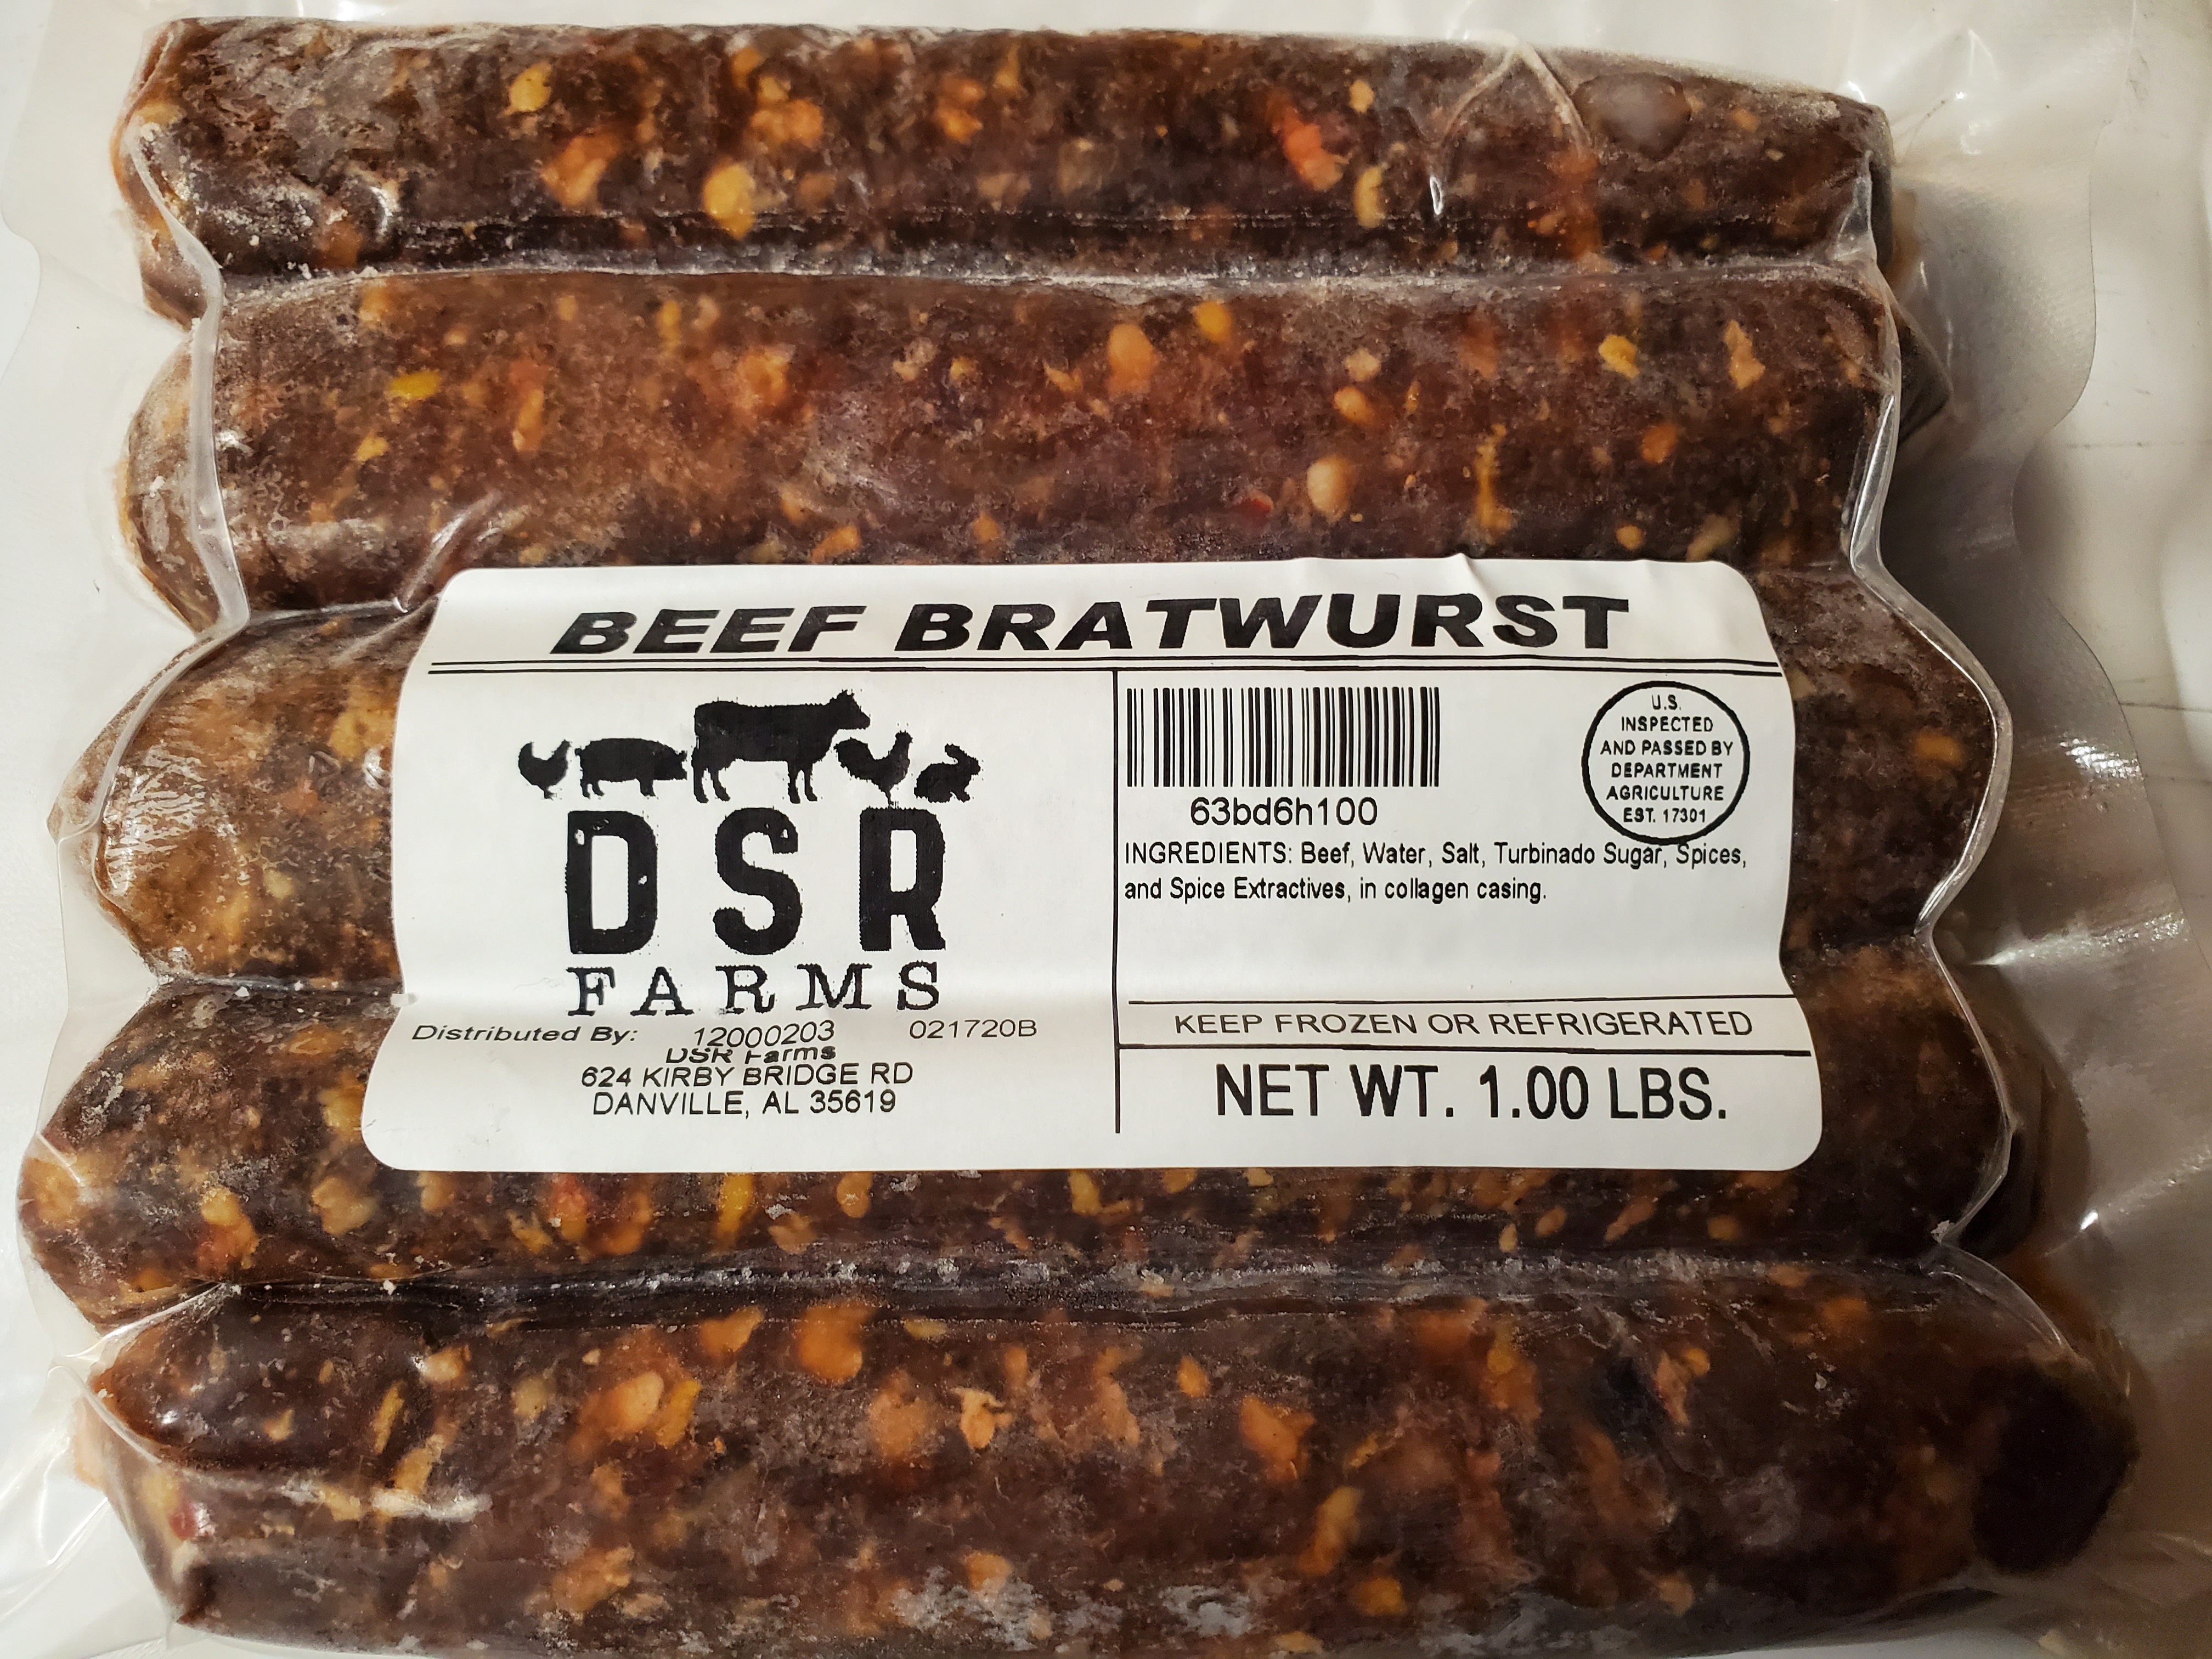 BEEF BRATWURST
DSR
FARMS
Distributed By: 12000203 021720B
DSR Farms
624 KIRBY BRIDGE RD
DANVILLE, AL 35619
63bd6h100
U.S.
INSPECTED
AND PASSED BY
DEPARTMENT
AGRICULTURE
EST. 17301
INGREDIENTS: Beef, Water, Salt, Turbinado Sugar, Spices,
and Spice Extractives, in collagen casing.
KEEP FROZEN OR REFRIGERATED
NET WT. 1.00 LBS.